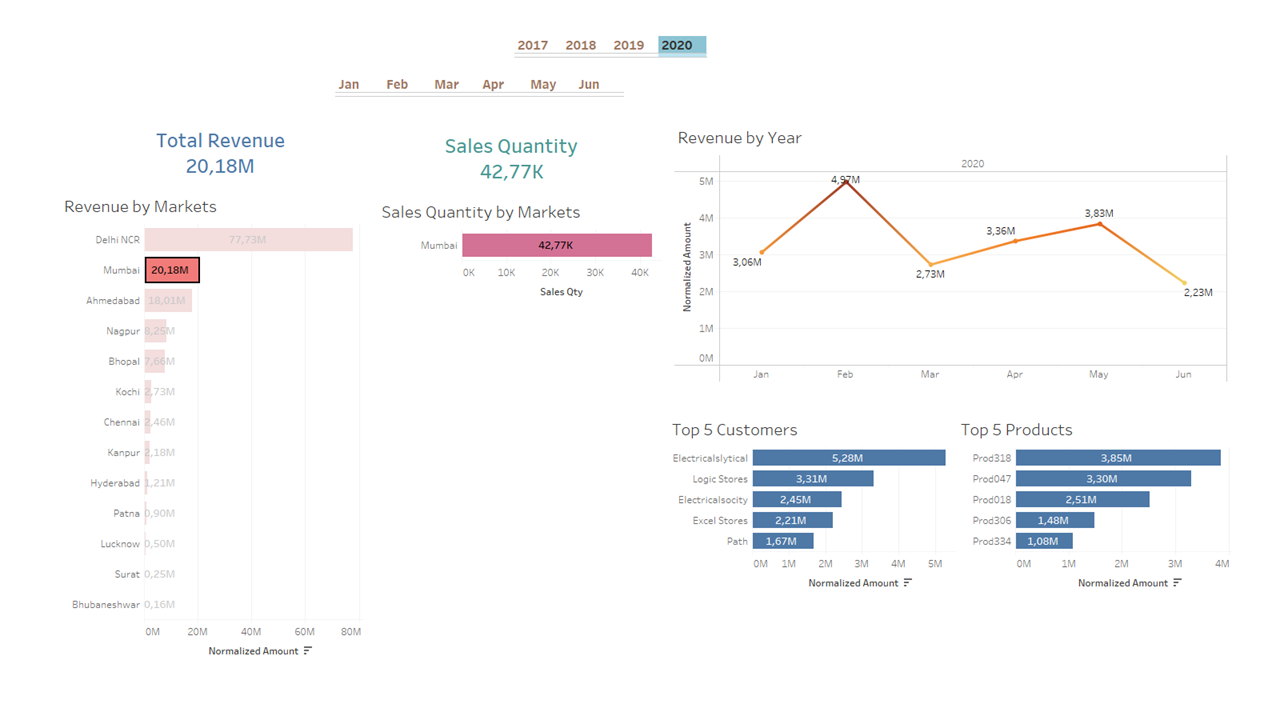 2017 2018 2019 2020
Jan Feb Mar Apr May Jun
Total Revenue
20,18M
Revenue by Markets
Delhi NCR 77,73M
Mumbai 20,18M
Ahmedabad 18,01M
Nagpur 8,25M
Bhopal 7,66M
Kochi 2,73M
Chennai 2,46M
Kanpur 2,18M
Hyderabad 1,21M
Patna 0,90M
Lucknow 0,50M
Surat 0,25M
Bhubaneshwar 0,16M
0M 20M 40M 60M 80M
Normalized Amount
Sales Quantity
42,77K
Sales Quantity by Markets
Mumbai 42,77K
0K 10K 20K 30K 40K
Sales Qty
Revenue by Year
2020
Normalized Amount
5M
4M
3M
2M
1M
0M
3,06M
4,97M
2,73M
3,36M
3,83M
2,23M
Jan Feb Mar Apr May Jun
Top 5 Customers
Electricalslytical 5,28M
Logic Stores 3,31M
Electricalsocity 2,45M
Excel Stores 2,21M
Path 1,67M
0M 1M 2M 3M 4M 5M
Normalized Amount
Top 5 Products
Prod318 3,85M
Prod047 3,30M
Prod018 2,51M
Prod306 1,48M
Prod334 1,08M
0M 1M 2M 3M 4M
Normalized Amount